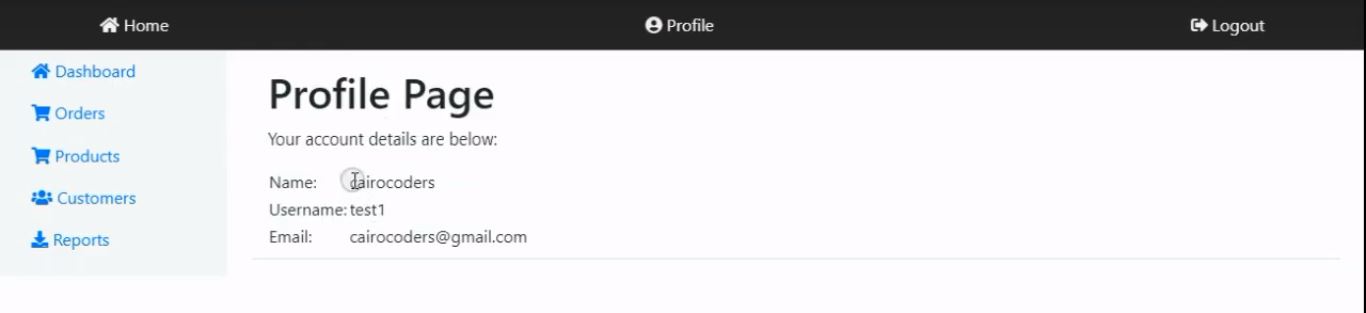 Home Profile Logout
Dashboard
Orders
Products
Customers
Reports
Profile Page
Your account details are below:
Name: cairocoders
Username: test1
Email: cairocoders@gmail.com